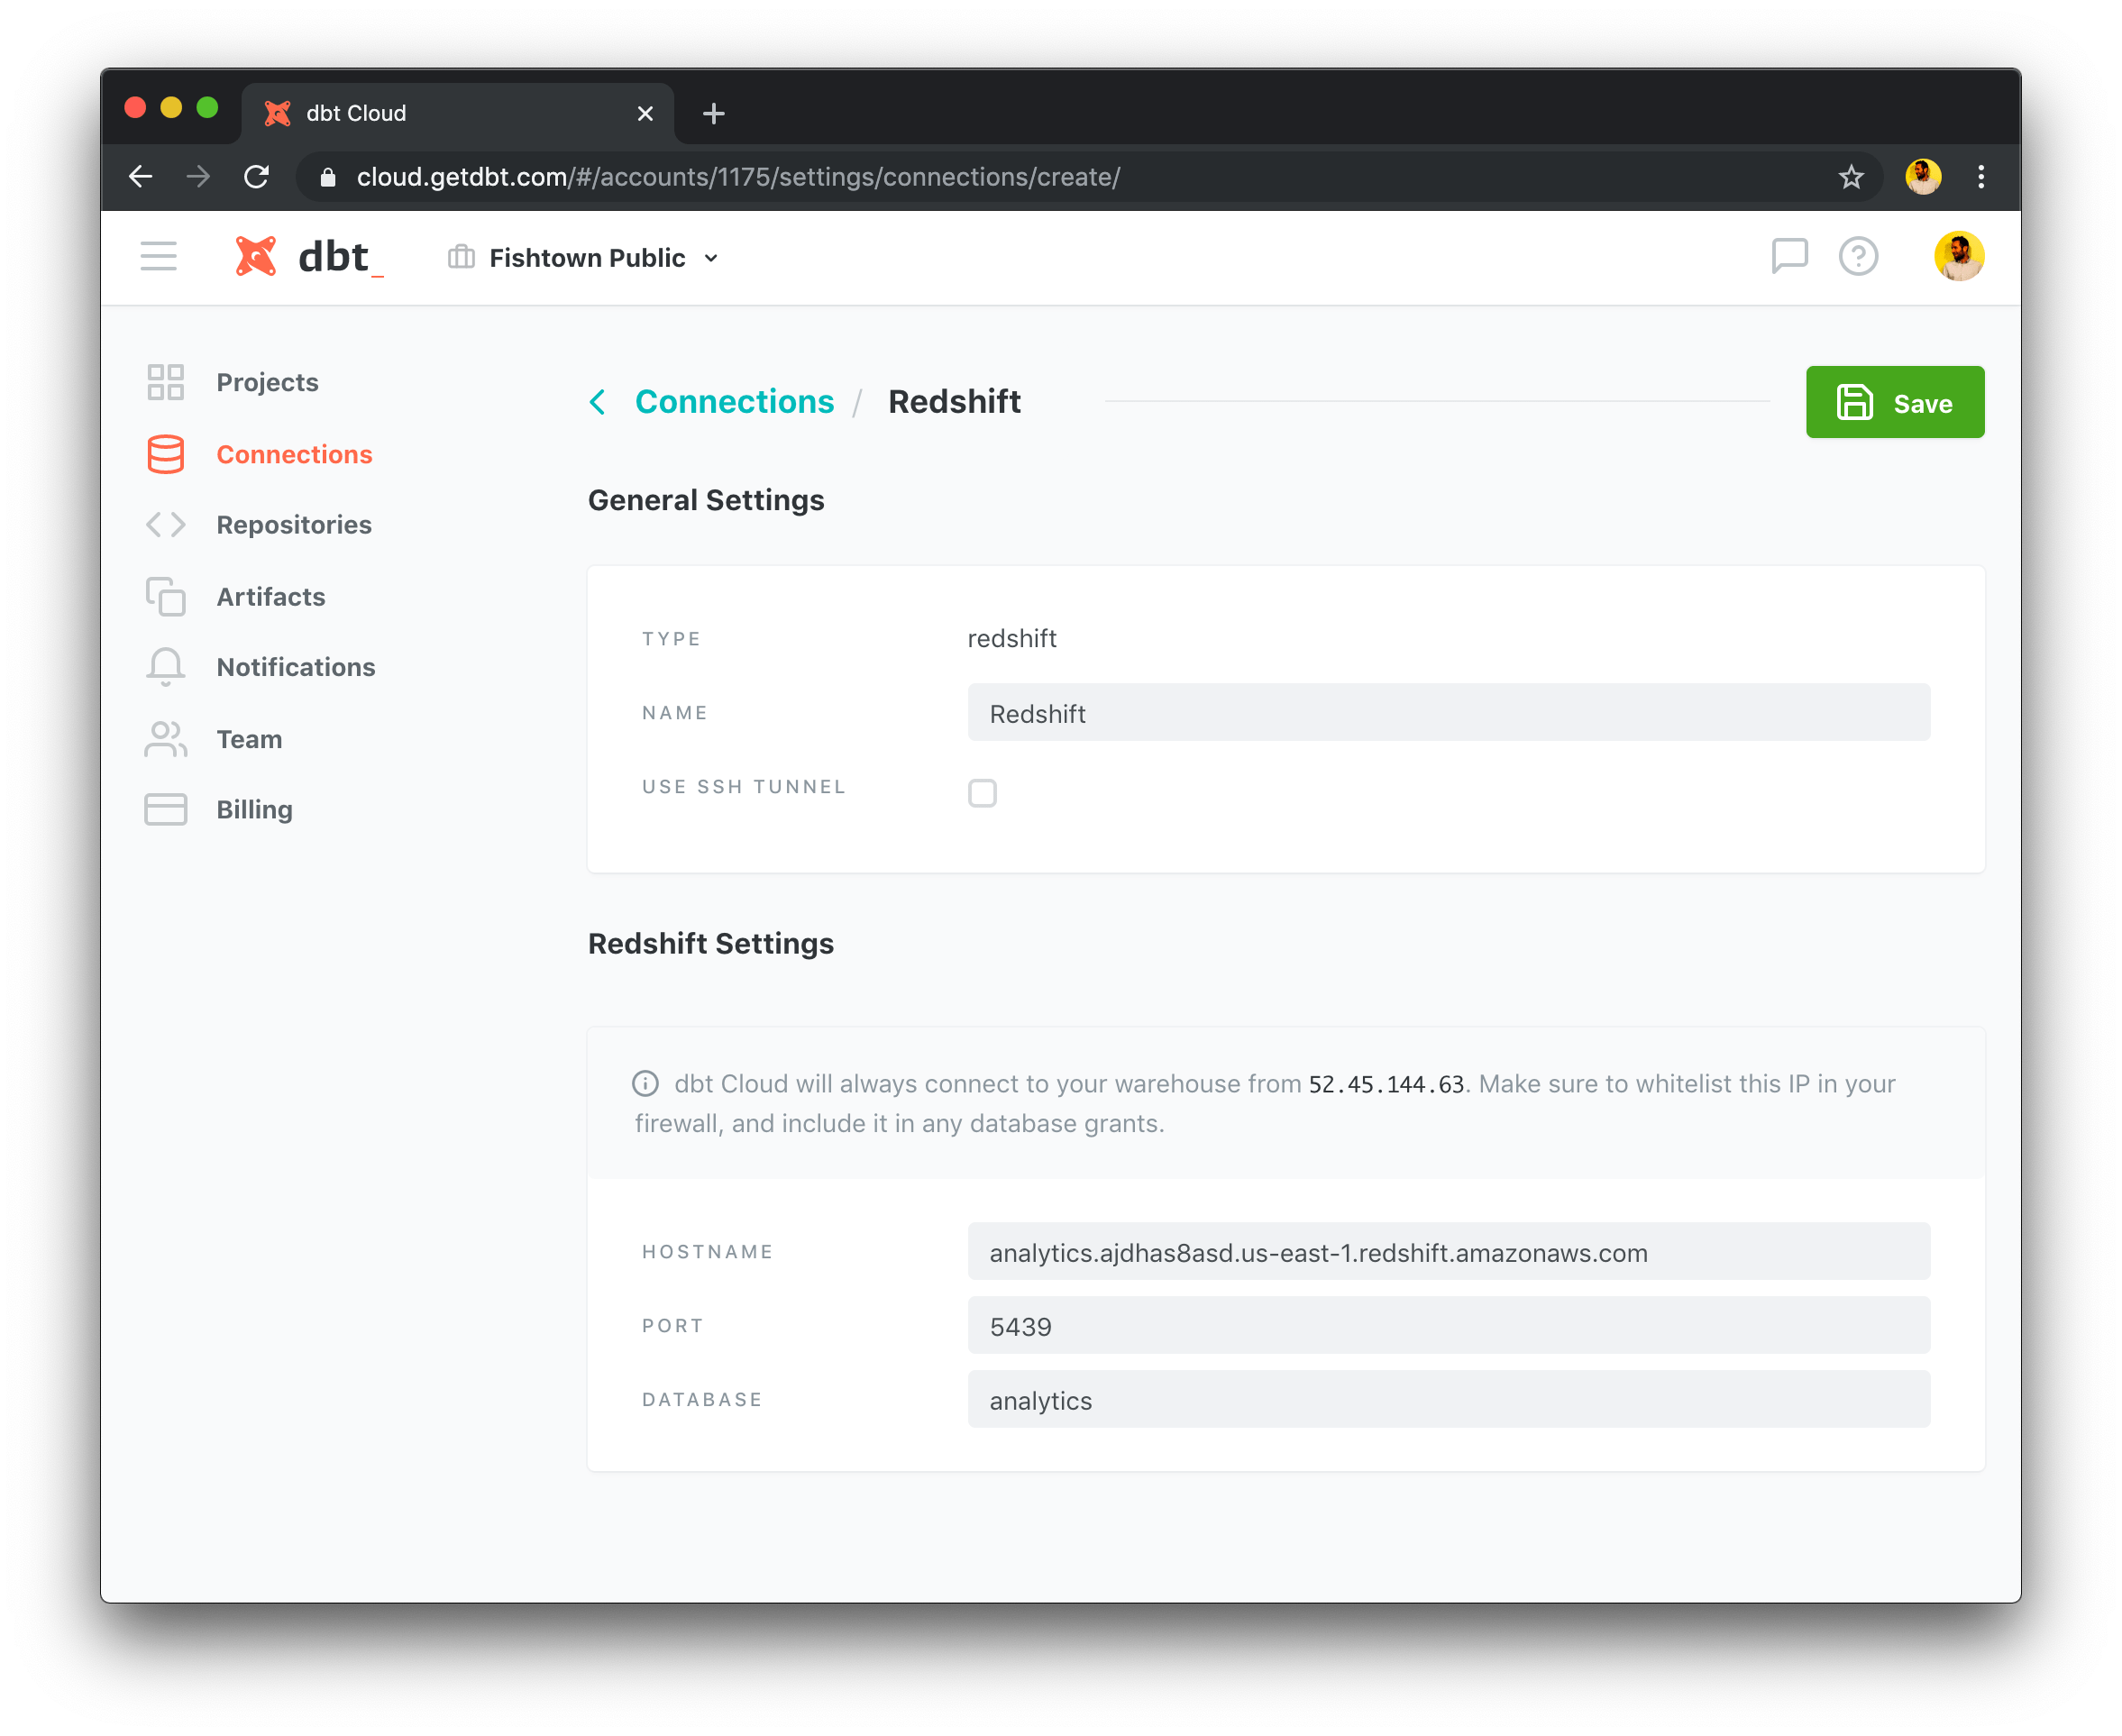 dbt Cloud
cloud.getdbt.com/#/accounts/1175/settings/connections/create/
dbt_
Fishtown Public
Projects
Connections
Repositories
Artifacts
Notifications
Team
Billing
Connections / Redshift
Save
General Settings
TYPE redshift
NAME Redshift
USE SSH TUNNEL
Redshift Settings
dbt Cloud will always connect to your warehouse from 52.45.144.63. Make sure to whitelist this IP in your
firewall, and include it in any database grants.
HOSTNAME analytics.ajdhas8asd.us-east-1.redshift.amazonaws.com
PORT 5439
DATABASE analytics